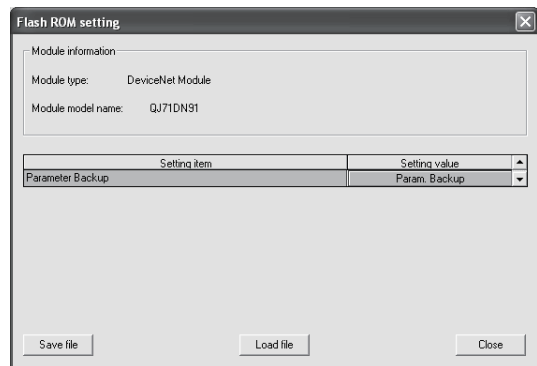 Flash ROM setting
Module information
Module type: DeviceNet Module
Module model name: QJ71DN91
Setting item Setting value
Parameter Backup Param. Backup
Save file Load file Close